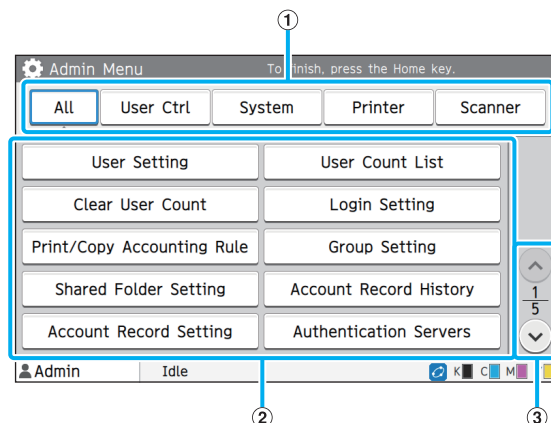 1
Admin Menu To finish, press the Home key.
All User Ctrl System Printer Scanner
User Setting User Count List
Clear User Count Login Setting
Print/Copy Accounting Rule Group Setting
Shared Folder Setting Account Record History
1
5
Account Record Setting Authentication Servers
Admin Idle K C M
2 3